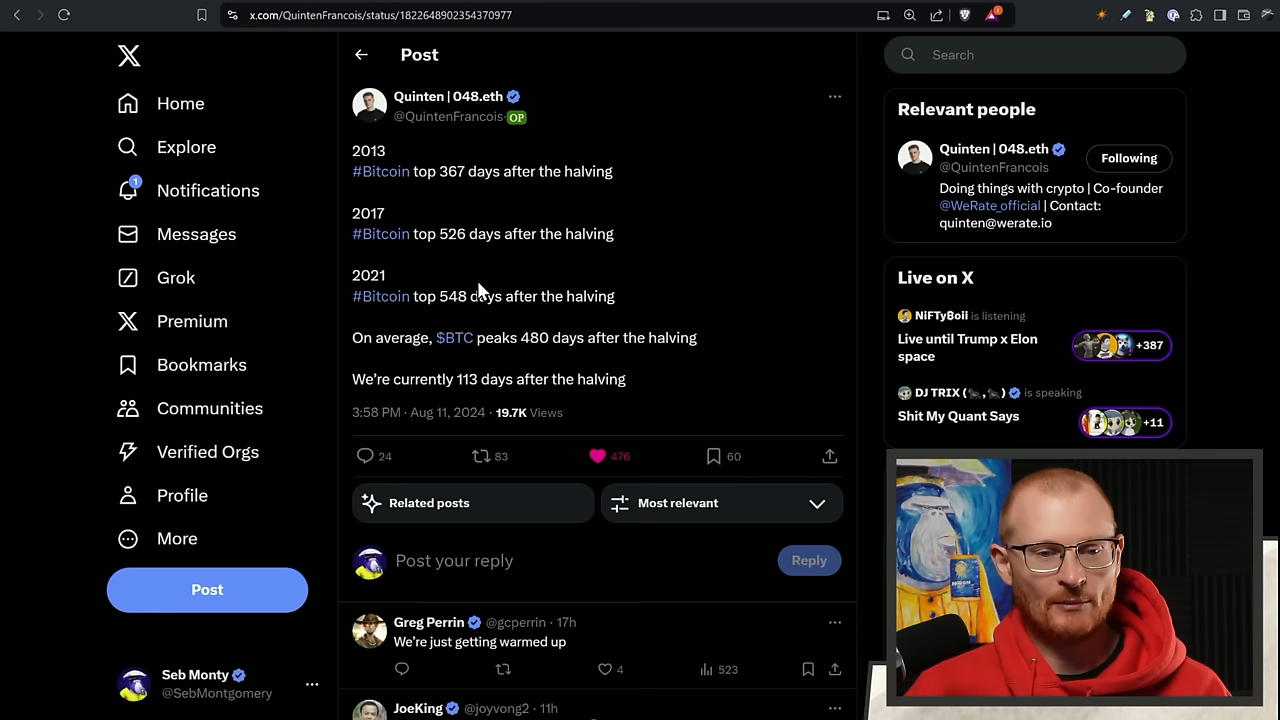 x.com/QuintenFrancois/status/1822648902354370977
Home
Explore
1
Notifications
Messages
Grok
Premium
Bookmarks
Communities
Verified Orgs
Profile
More
Post
Seb Monty
@SebMontgomery
Post
Quinten | 048.eth
@QuintenFrancois OP
2013
#Bitcoin top 367 days after the halving
2017
#Bitcoin top 526 days after the halving
2021
#Bitcoin top 548 days after the halving
On average, $BTC peaks 480 days after the halving
We're currently 113 days after the halving
3:58 PM · Aug 11, 2024 · 19.7K Views
24 83 476 60
Related posts
Most relevant
Post your reply
Reply
Greg Perrin @gcperrin · 17h
We're just getting warmed up
4 523
JoeKing @joyvong2 · 11h
Search
Relevant people
Quinten | 048.eth
@QuintenFrancois
Following
Doing things with crypto | Co-founder
@WeRate_official | Contact:
quinten@werate.io
Live on X
NiFTyBoii is listening
Live until Trump x Elon
space
+387
DJ TRIX is speaking
Shit My Quant Says
+11